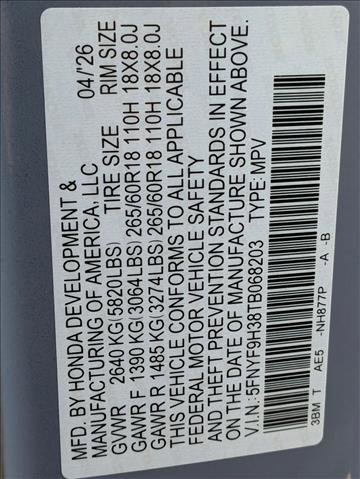 MFD. BY HONDA DEVELOPMENT &
MANUFACTURING OF AMERICA, LLC 04/'26
GVWR 2640 KG(5820LBS) TIRE SIZE RIM SIZE
GAWR F 1390 KG(3064LBS) 265/60R18 110H 18X8.0J
GAWR R 1485 KG(3274LBS) 265/60R18 110H 18X8.0J
THIS VEHICLE CONFORMS TO ALL APPLICABLE
FEDERAL MOTOR VEHICLE SAFETY
AND THEFT PREVENTION STANDARDS IN EFFECT
ON THE DATE OF MANUFACTURE SHOWN ABOVE.
V.I.N.: 5FNYF9H38TB068203 TYPE: MPV
3BM T AE5 -NH877P -A -B